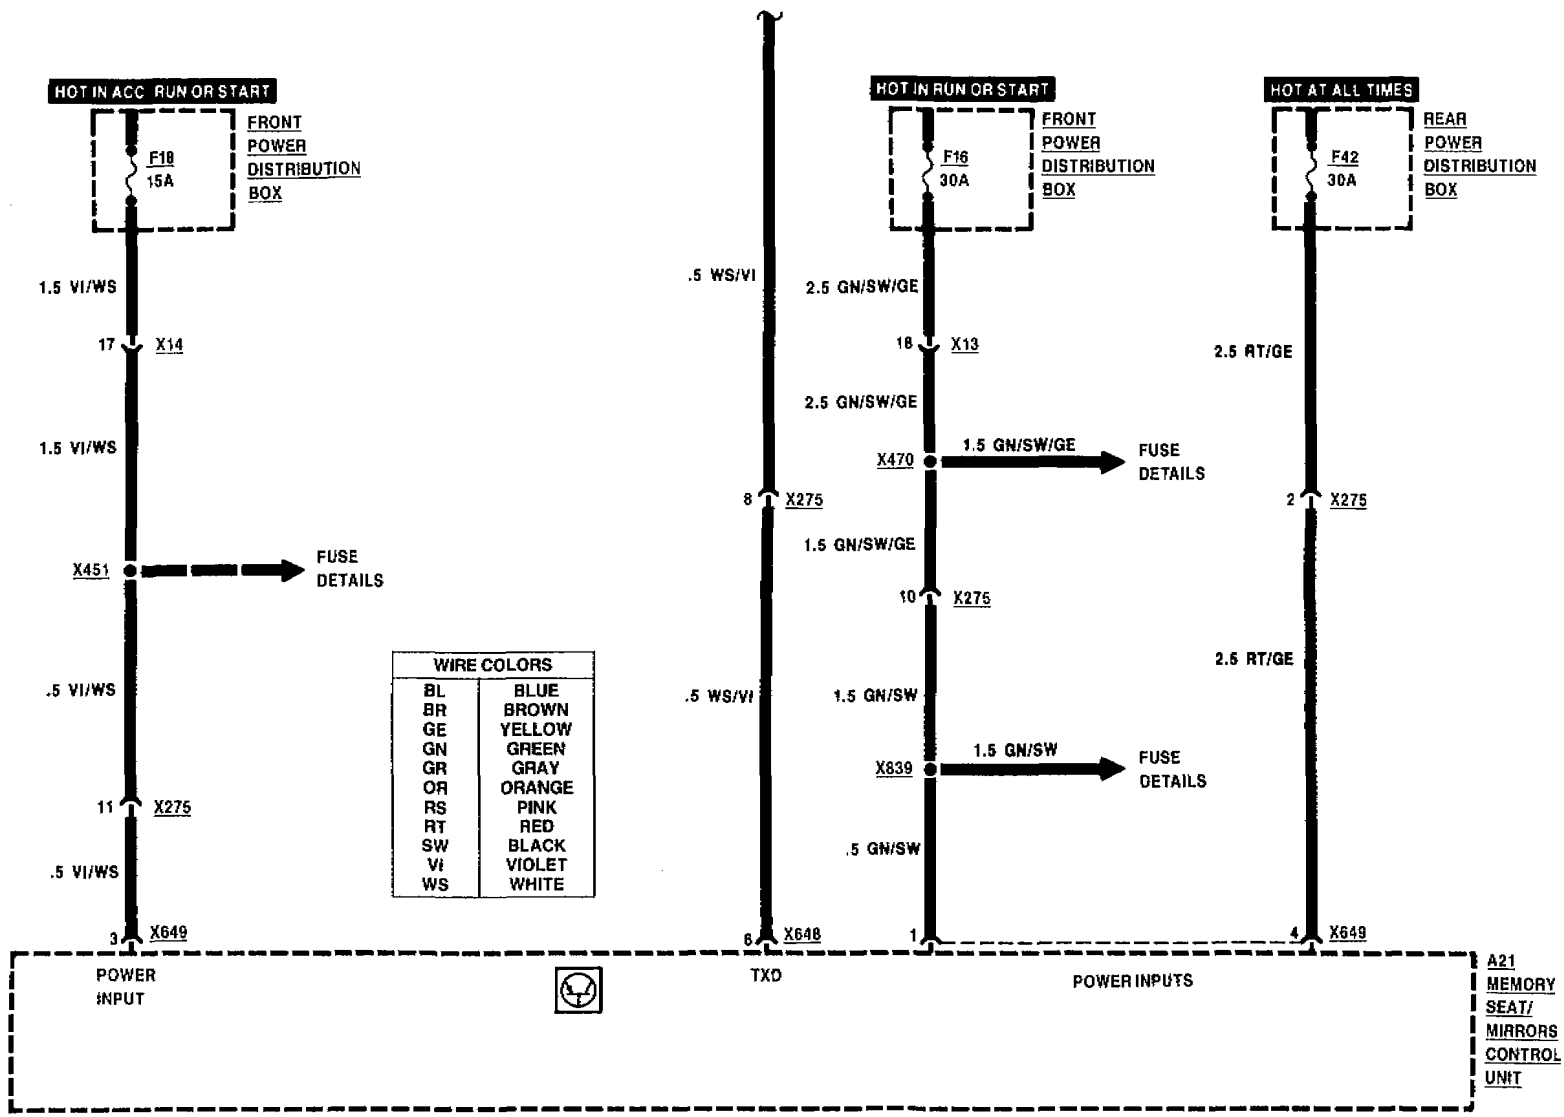 HOT IN ACC RUN OR START
FRONT
POWER
DISTRIBUTION
BOX
F18
15A
1.5 VI/WS
17
X14
1.5 VI/WS
X451
FUSE
DETAILS
.5 VI/WS
11
X275
.5 VI/WS
3
X649
POWER
INPUT
WIRE COLORS
BL BLUE
BR BROWN
GE YELLOW
GN GREEN
GR GRAY
OR ORANGE
RS PINK
RT RED
SW BLACK
VI VIOLET
WS WHITE
.5 WS/VI
8
X275
.5 WS/VI
6
X648
TXD
HOT IN RUN OR START
FRONT
POWER
DISTRIBUTION
BOX
F16
30A
2.5 GN/SW/GE
18
X13
2.5 GN/SW/GE
X470
1.5 GN/SW/GE
FUSE
DETAILS
1.5 GN/SW/GE
10
X275
1.5 GN/SW
X839
1.5 GN/SW
FUSE
DETAILS
.5 GN/SW
1
HOT AT ALL TIMES
REAR
POWER
DISTRIBUTION
BOX
F42
30A
2.5 RT/GE
2
X275
2.5 RT/GE
4
X649
POWER INPUTS
A21
MEMORY
SEAT/
MIRRORS
CONTROL
UNIT